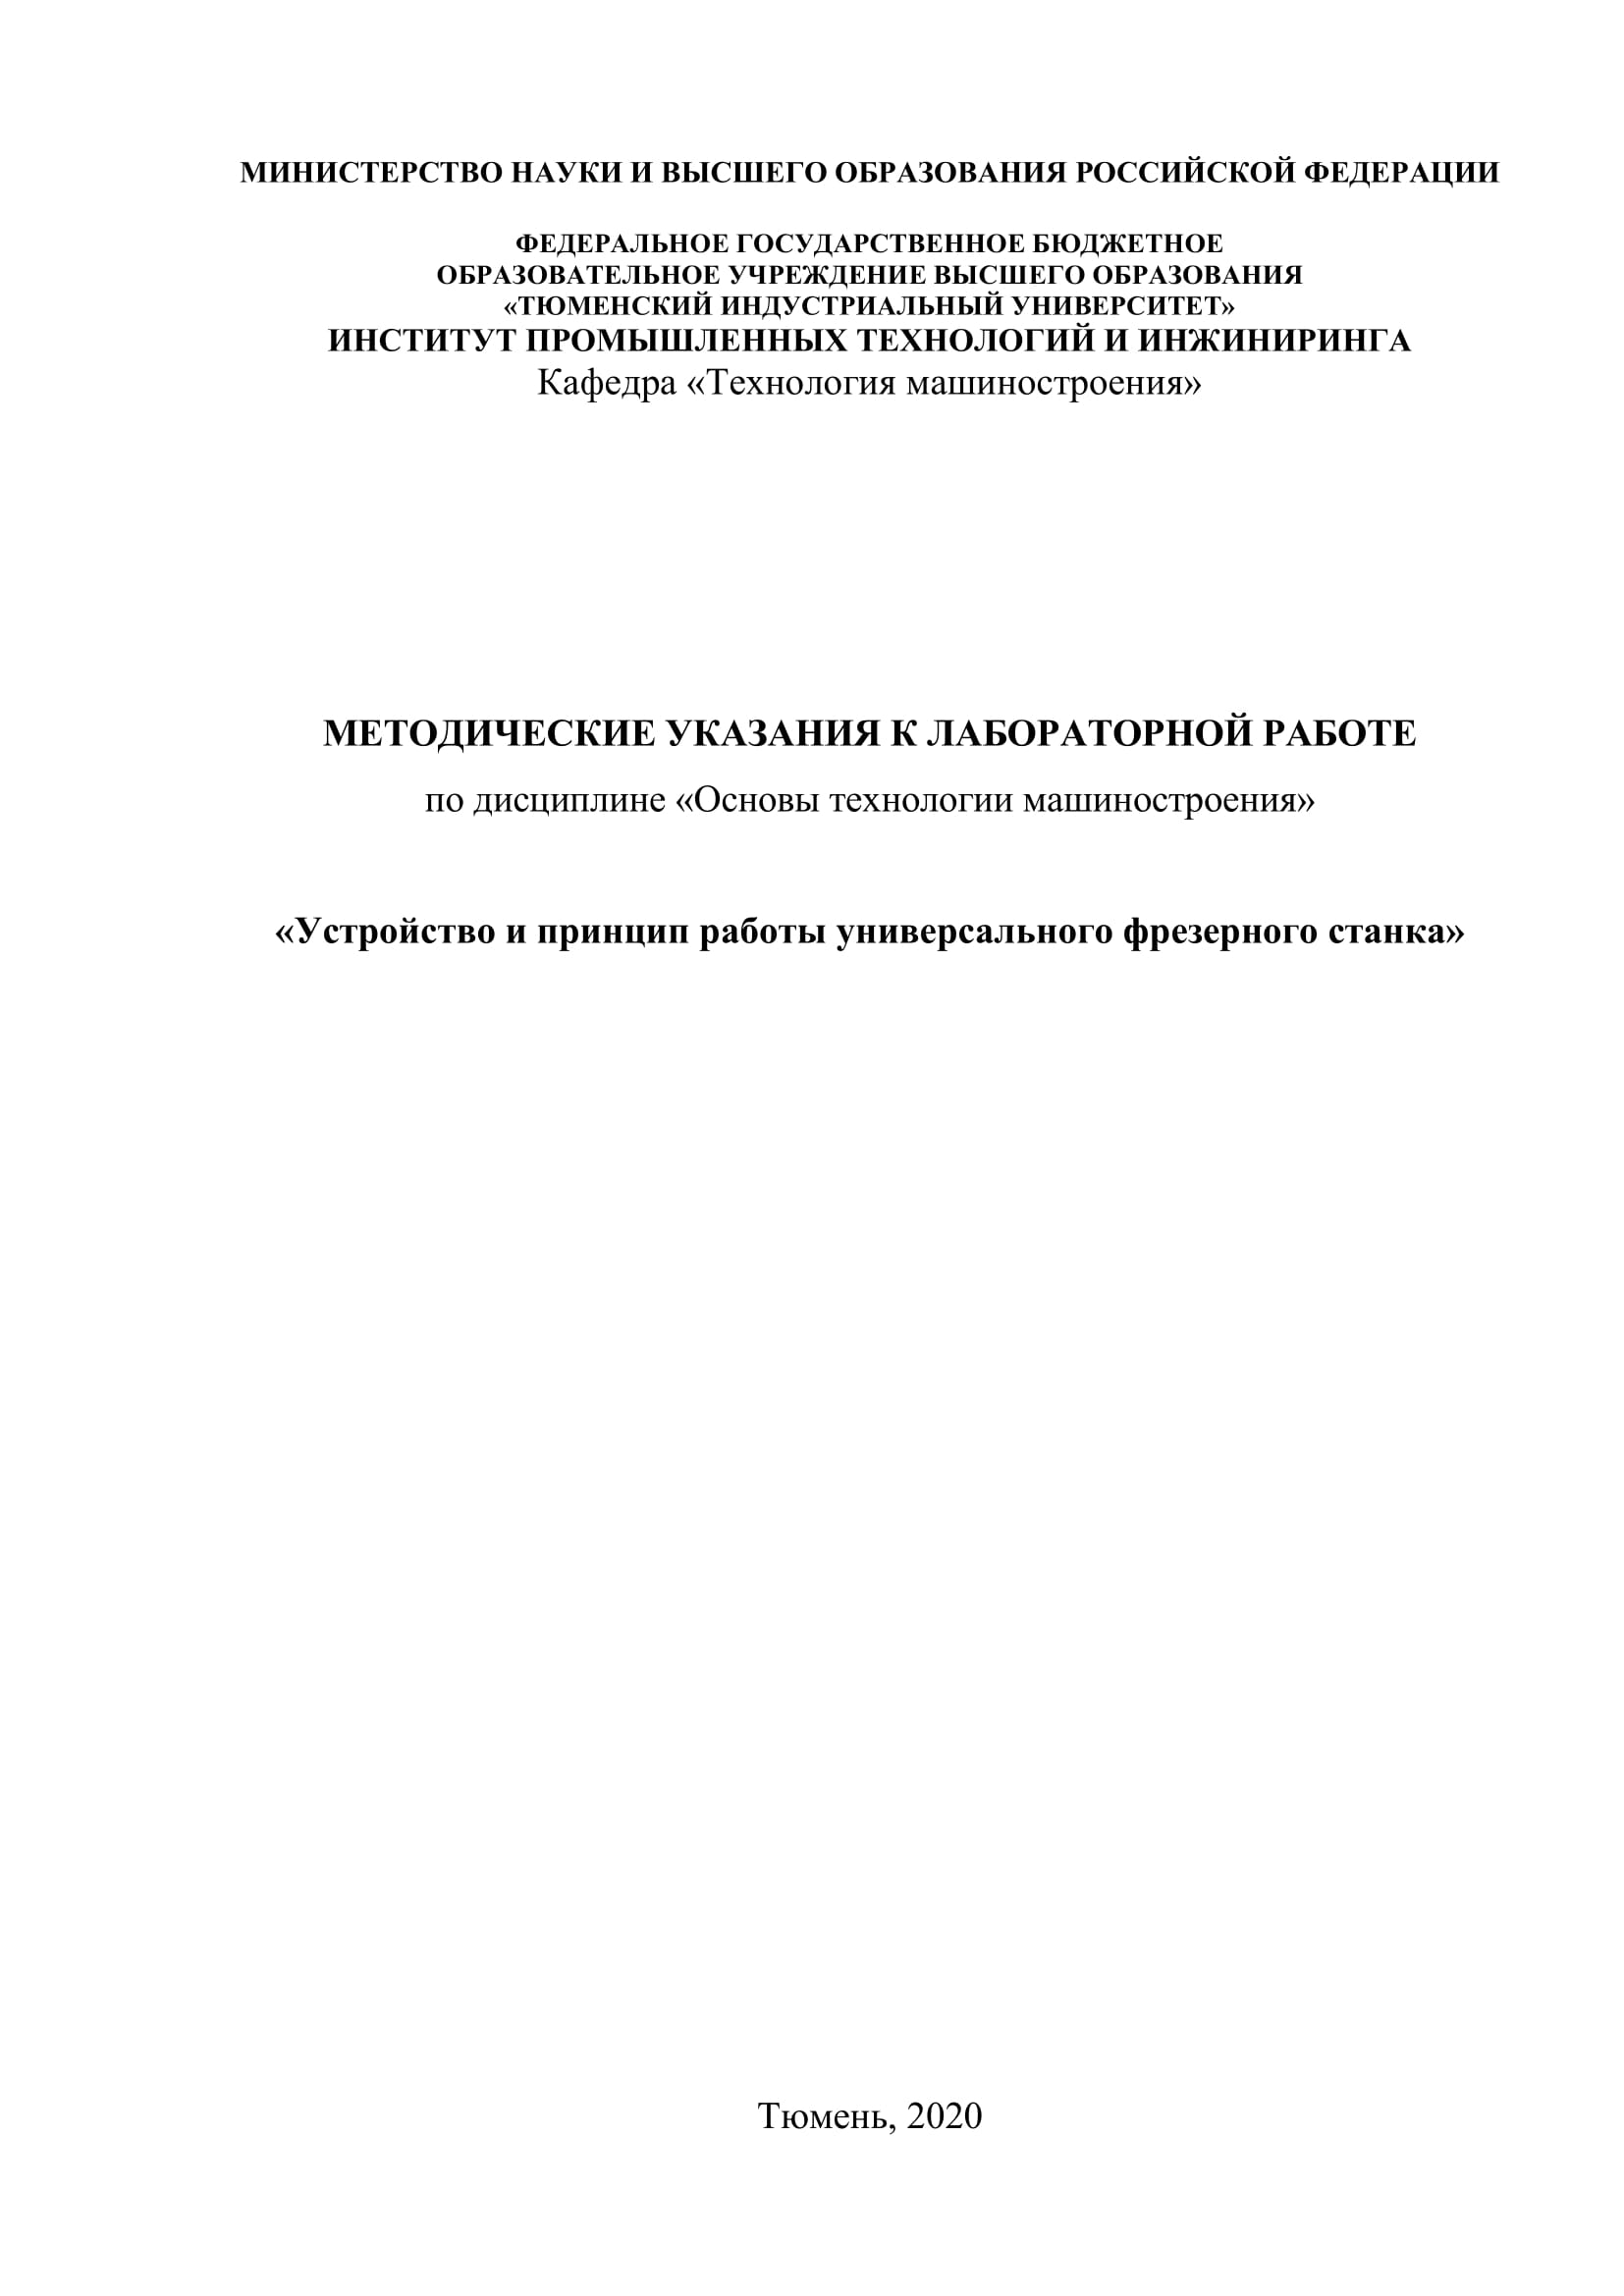 МИНИСТЕРСТВО НАУКИ И ВЫСШЕГО ОБРАЗОВАНИЯ РОССИЙСКОЙ ФЕДЕРАЦИИ
ФЕДЕРАЛЬНОЕ ГОСУДАРСТВЕННОЕ БЮДЖЕТНОЕ
ОБРАЗОВАТЕЛЬНОЕ УЧРЕЖДЕНИЕ ВЫСШЕГО ОБРАЗОВАНИЯ
«ТЮМЕНСКИЙ ИНДУСТРИАЛЬНЫЙ УНИВЕРСИТЕТ»
ИНСТИТУТ ПРОМЫШЛЕННЫХ ТЕХНОЛОГИЙ И ИНЖИНИРИНГА
Кафедра «Технология машиностроения»
МЕТОДИЧЕСКИЕ УКАЗАНИЯ К ЛАБОРАТОРНОЙ РАБОТЕ
по дисциплине «Основы технологии машиностроения»
«Устройство и принцип работы универсального фрезерного станка»
Тюмень, 2020